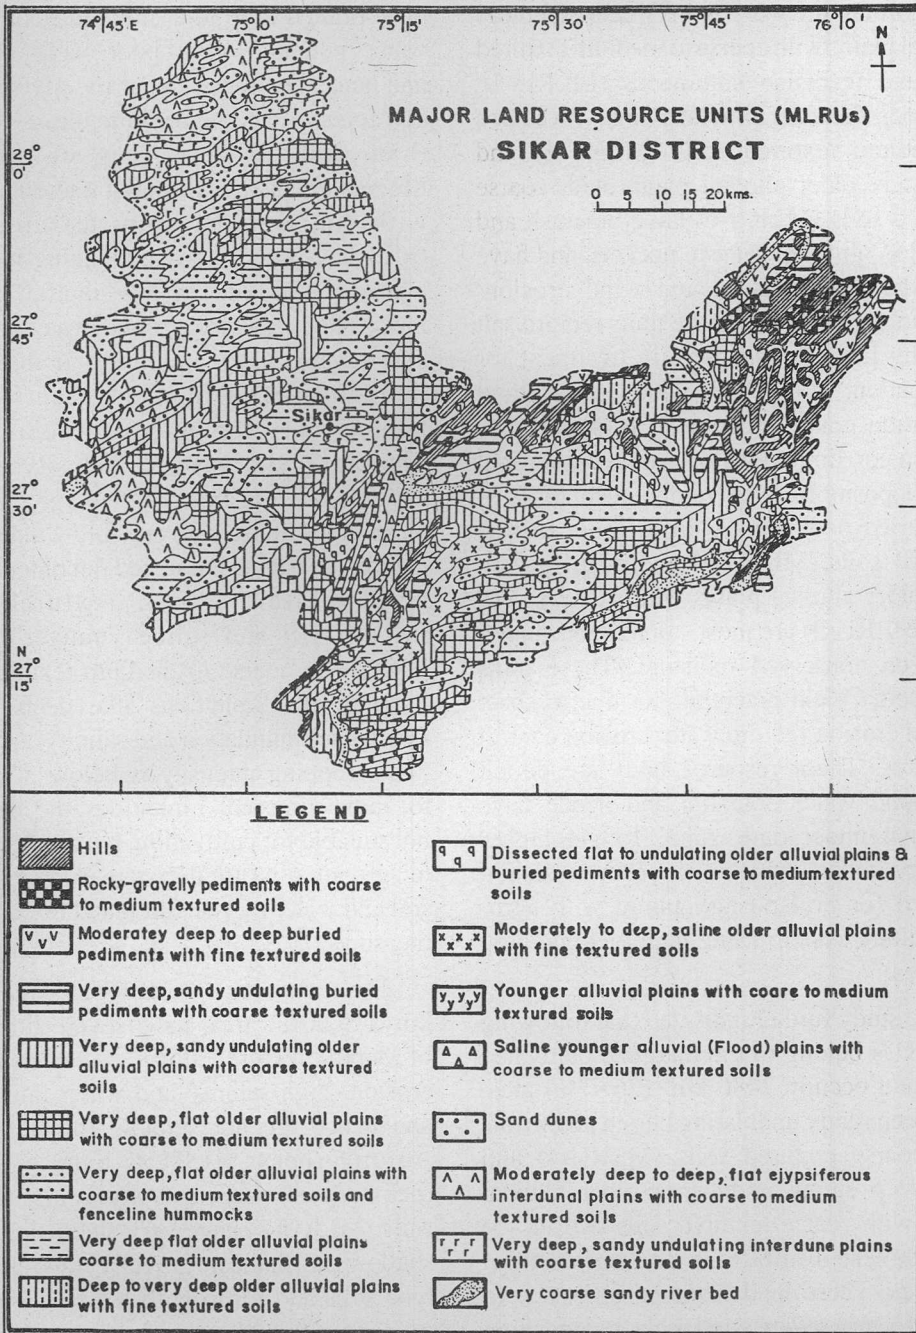 74°45'E 75°0' 75°15' 75°30' 75°45' 76°0'
N
MAJOR LAND RESOURCE UNITS (MLRUs)
SIKAR DISTRICT
0 5 10 15 20 kms.
28°
0'
27°
45'
Sikar
27°
30'
N
27°
15'
LEGEND
Hills
Rocky-gravelly pediments with coarse
to medium textured soils
Moderatey deep to deep buried
pediments with fine textured soils
Very deep, sandy undulating buried
pediments with coarse textured soils
Very deep, sandy undulating older
alluvial plains with coarse textured
soils
Very deep, flat older alluvial plains
with coarse to medium textured soils
Very deep, flat older alluvial plains with
coarse to medium textured soils and
fenceline hummocks
Very deep flat older alluvial plains
coarse to medium textured soils
Deep to very deep older alluvial plains
with fine textured soils
Dissected flat to undulating older alluvial plains &
buried pediments with coarse to medium textured
soils
Moderately to deep, saline older alluvial plains
with fine textured soils
Younger alluvial plains with coare to medium
textured soils
Saline younger alluvial (Flood) plains with
coarse to medium textured soils
Sand dunes
Moderately deep to deep, flat ejypsiferous
interdunal plains with coarse to medium
textured soils
Very deep, sandy undulating interdune plains
with coarse textured soils
Very coarse sandy river bed